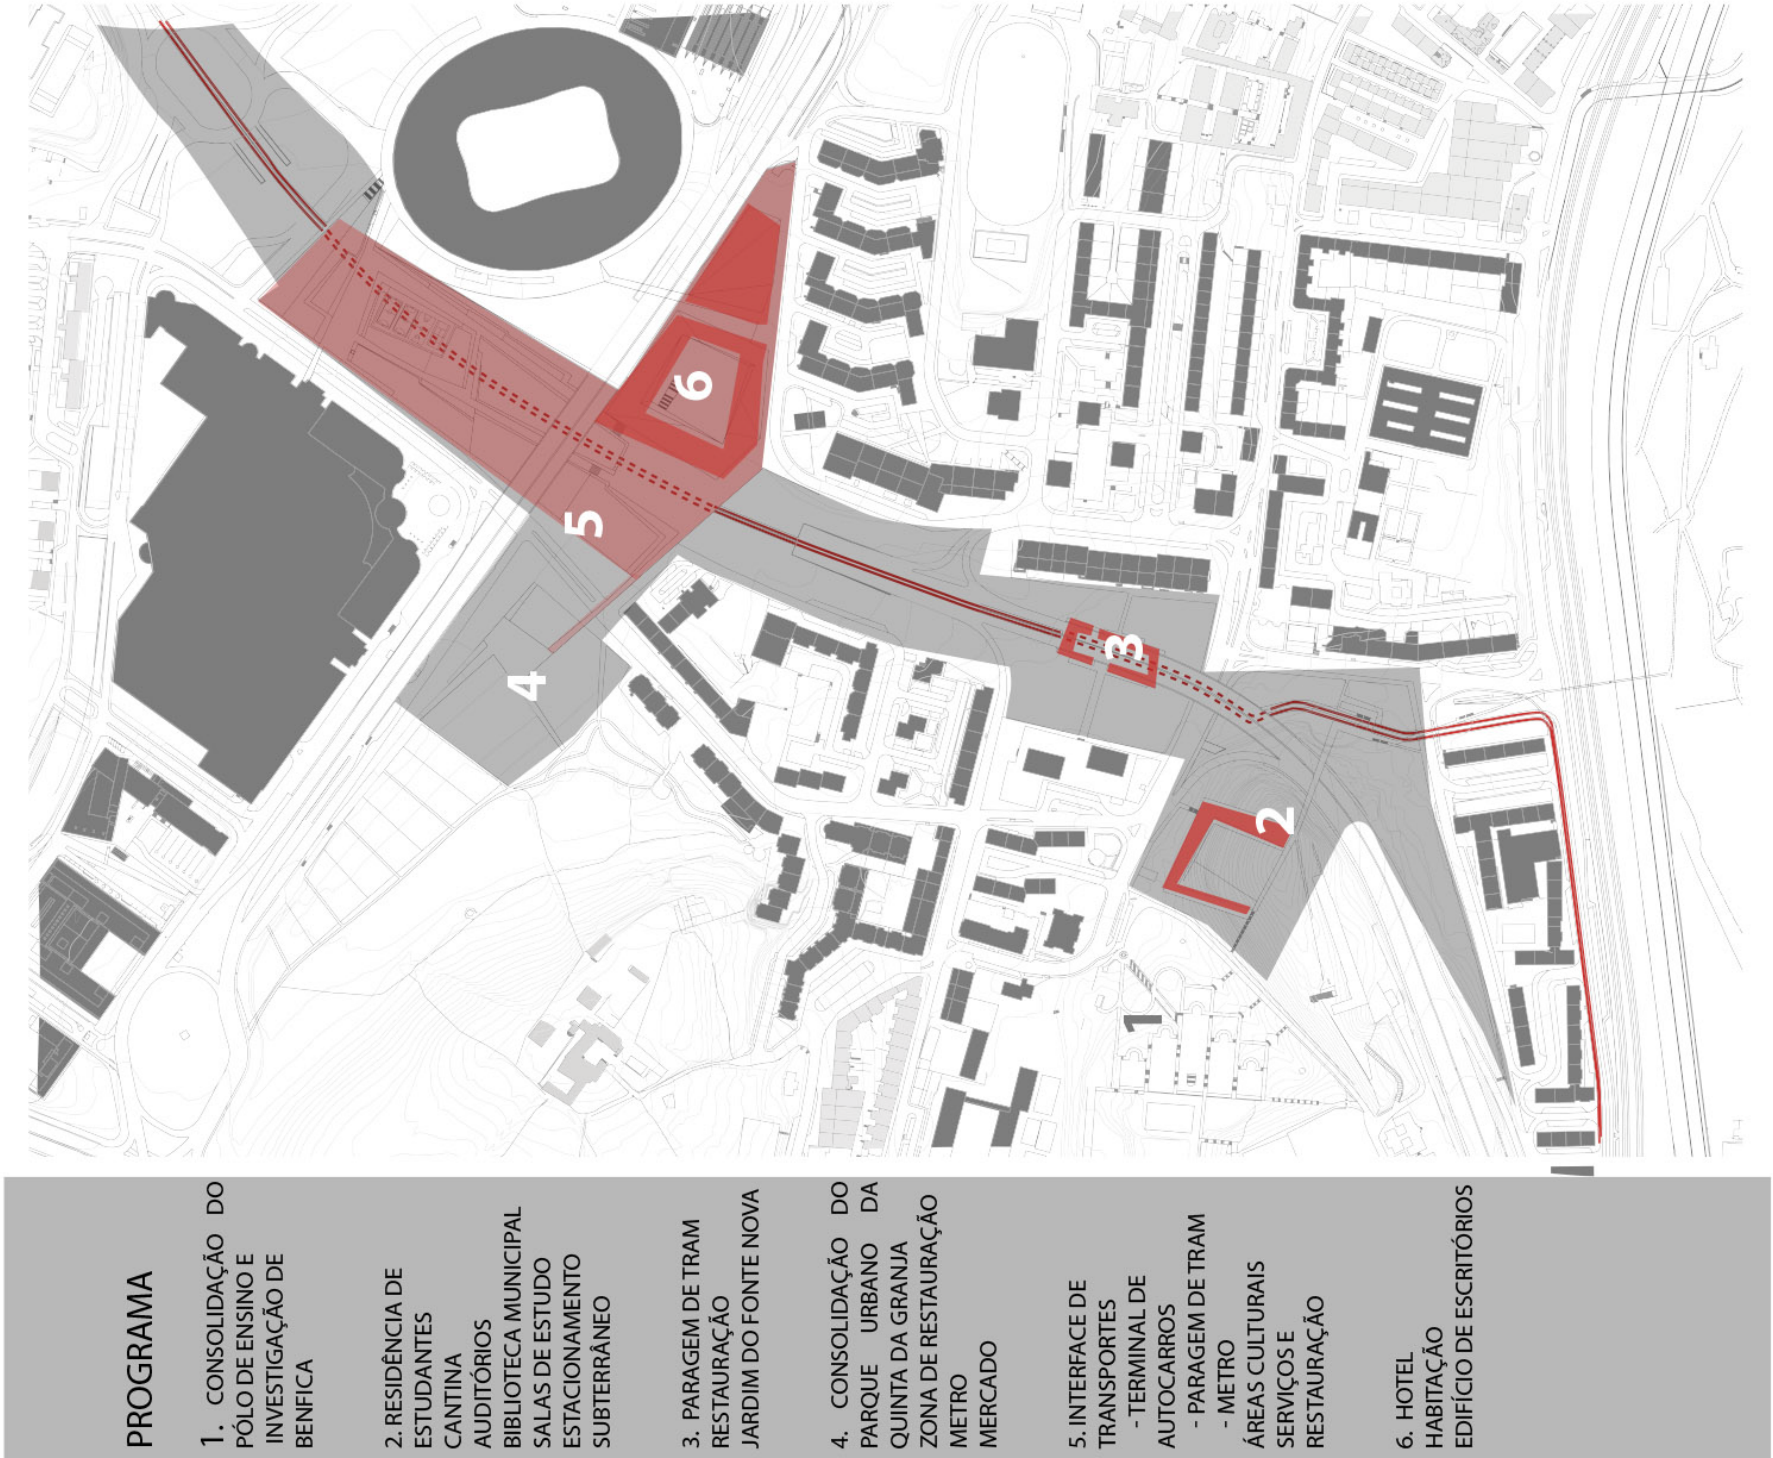 PROGRAMA
1. CONSOLIDAÇÃO DO
PÓLO DE ENSINO E
INVESTIGAÇÃO DE
BENFICA
2.RESIDÊNCIA DE
ESTUDANTES
CANTINA
AUDITÓRIOS
BIBLIOTECA MUNICIPAL
SALAS DE ESTUDO
ESTACIONAMENTO
SUBTERRÂNEO
3. PARAGEM DE TRAM
RESTAURAÇÃO
JARDIM DO FONTE NOVA
4. CONSOLIDAÇÃO DO
PARQUE URBANO DA
QUINTA DA GRANJA
ZONA DE RESTAURAÇÃO
METRO
MERCADO
5. INTERFACE DE
TRANSPORTES
- TERMINAL DE
AUTOCARROS
- PARAGEM DE TRAM
- METRO
ÁREAS CULTURAIS
SERVIÇOS E
RESTAURAÇÃO
6. HOTEL
HABITAÇÃO
EDIFÍCIO DE ESCRITÓRIOS
1
2
3
4
5
6